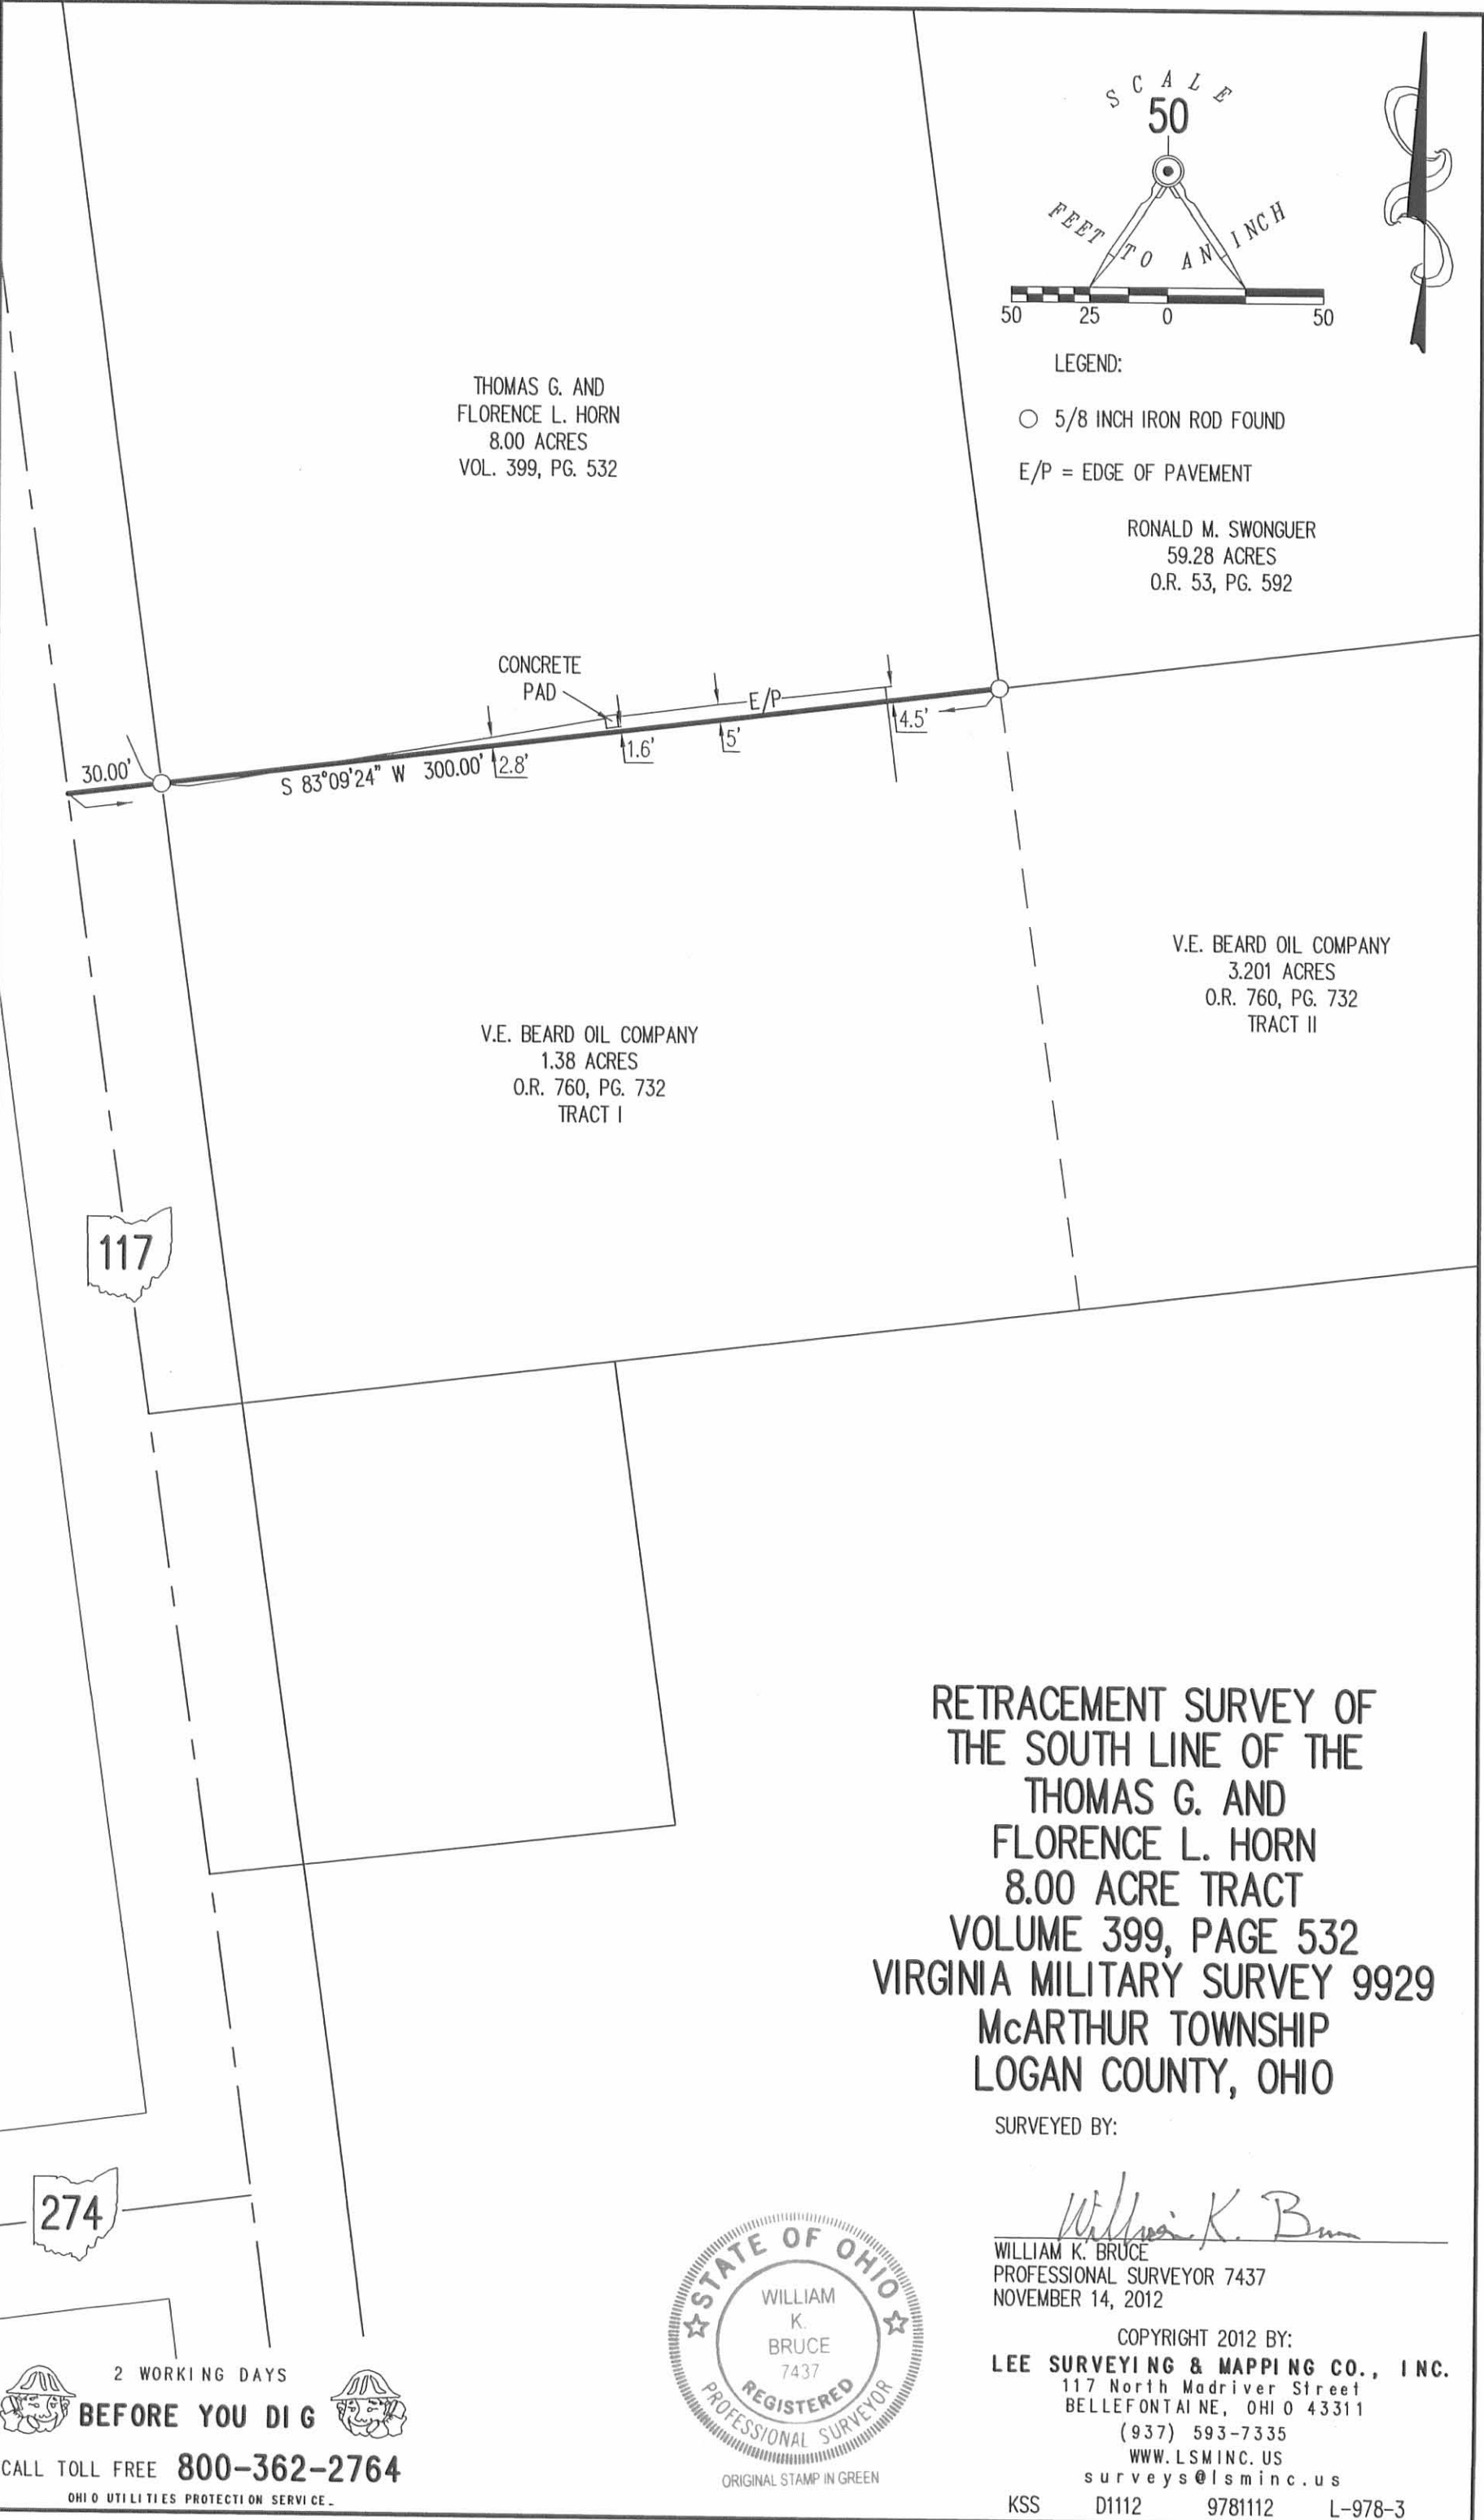 SCALE
50
FEET TO AN INCH
50 25 0 50
LEGEND:
5/8 INCH IRON ROD FOUND
E/P = EDGE OF PAVEMENT
THOMAS G. AND
FLORENCE L. HORN
8.00 ACRES
VOL. 399, PG. 532
RONALD M. SWONGUER
59.28 ACRES
O.R. 53, PG. 592
CONCRETE
PAD
E/P
30.00'
S 83°09'24" W 300.00'
2.8'
1.6'
5'
4.5'
V.E. BEARD OIL COMPANY
3.201 ACRES
O.R. 760, PG. 732
TRACT II
V.E. BEARD OIL COMPANY
1.38 ACRES
O.R. 760, PG. 732
TRACT I
117
RETRACEMENT SURVEY OF
THE SOUTH LINE OF THE
THOMAS G. AND
FLORENCE L. HORN
8.00 ACRE TRACT
VOLUME 399, PAGE 532
VIRGINIA MILITARY SURVEY 9929
McARTHUR TOWNSHIP
LOGAN COUNTY, OHIO
SURVEYED BY:
William K. Bruce
WILLIAM K. BRUCE
PROFESSIONAL SURVEYOR 7437
NOVEMBER 14, 2012
274
STATE OF OHIO
WILLIAM
K.
BRUCE
7437
REGISTERED
PROFESSIONAL SURVEYOR
ORIGINAL STAMP IN GREEN
COPYRIGHT 2012 BY:
LEE SURVEYING & MAPPING CO., INC.
117 North Madriver Street
BELLEFONTAINE, OHIO 43311
(937) 593-7335
WWW.LSMINC.US
surveys@lsminc.us
KSS D1112 9781112 L-978-3
2 WORKING DAYS
BEFORE YOU DIG
CALL TOLL FREE 800-362-2764
OHIO UTILITIES PROTECTION SERVICE.